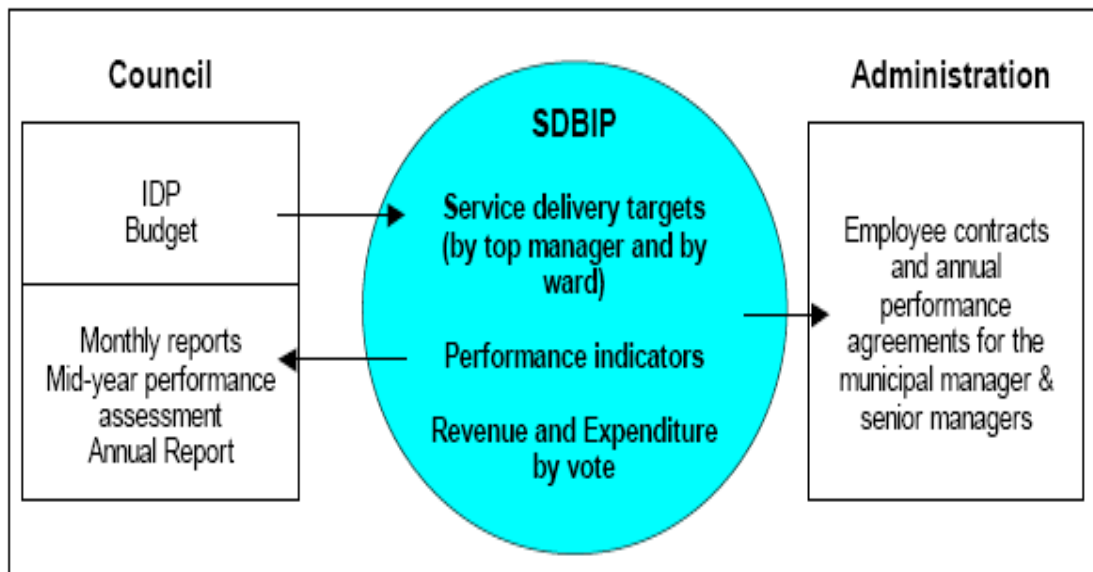 Council
IDP
Budget
Monthly reports
Mid-year performance
assessment
Annual Report
SDBIP
Service delivery targets
(by top manager and by
ward)
Performance indicators
Revenue and Expenditure
by vote
Administration
Employee contracts
and annual
performance
agreements for the
municipal manager &
senior managers